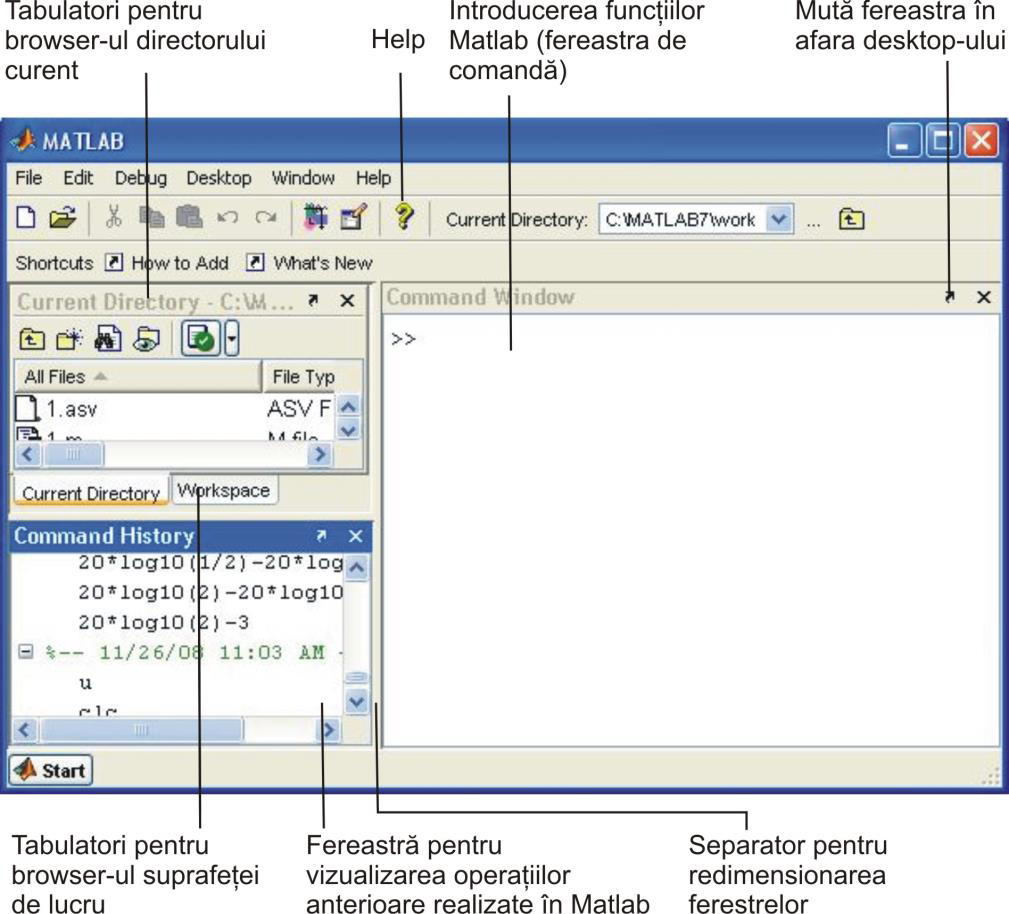 Tabulatori pentru
browser-ul directorului
curent
Help
Introducerea funcțiilor
Matlab (fereastra de
comandă)
Mută fereastra în
afara desktop-ului
MATLAB
File Edit Debug Desktop Window Help
Current Directory: C:\MATLAB7\work ...
Shortcuts How to Add What's New
Current Directory - C:\M...
All Files File Typ
1.asv ASV F
1.m M-file
Current Directory Workspace
Command History
20*log10(1/2)-20*log
20*log10(2)-20*log10
20*log10(2)-3
%-- 11/26/08 11:03 AM -
u
clc
Command Window
>>
Start
Tabulatori pentru
browser-ul suprafeței
de lucru
Fereastră pentru
vizualizarea operațiilor
anterioare realizate în Matlab
Separator pentru
redimensionarea
ferestrelor